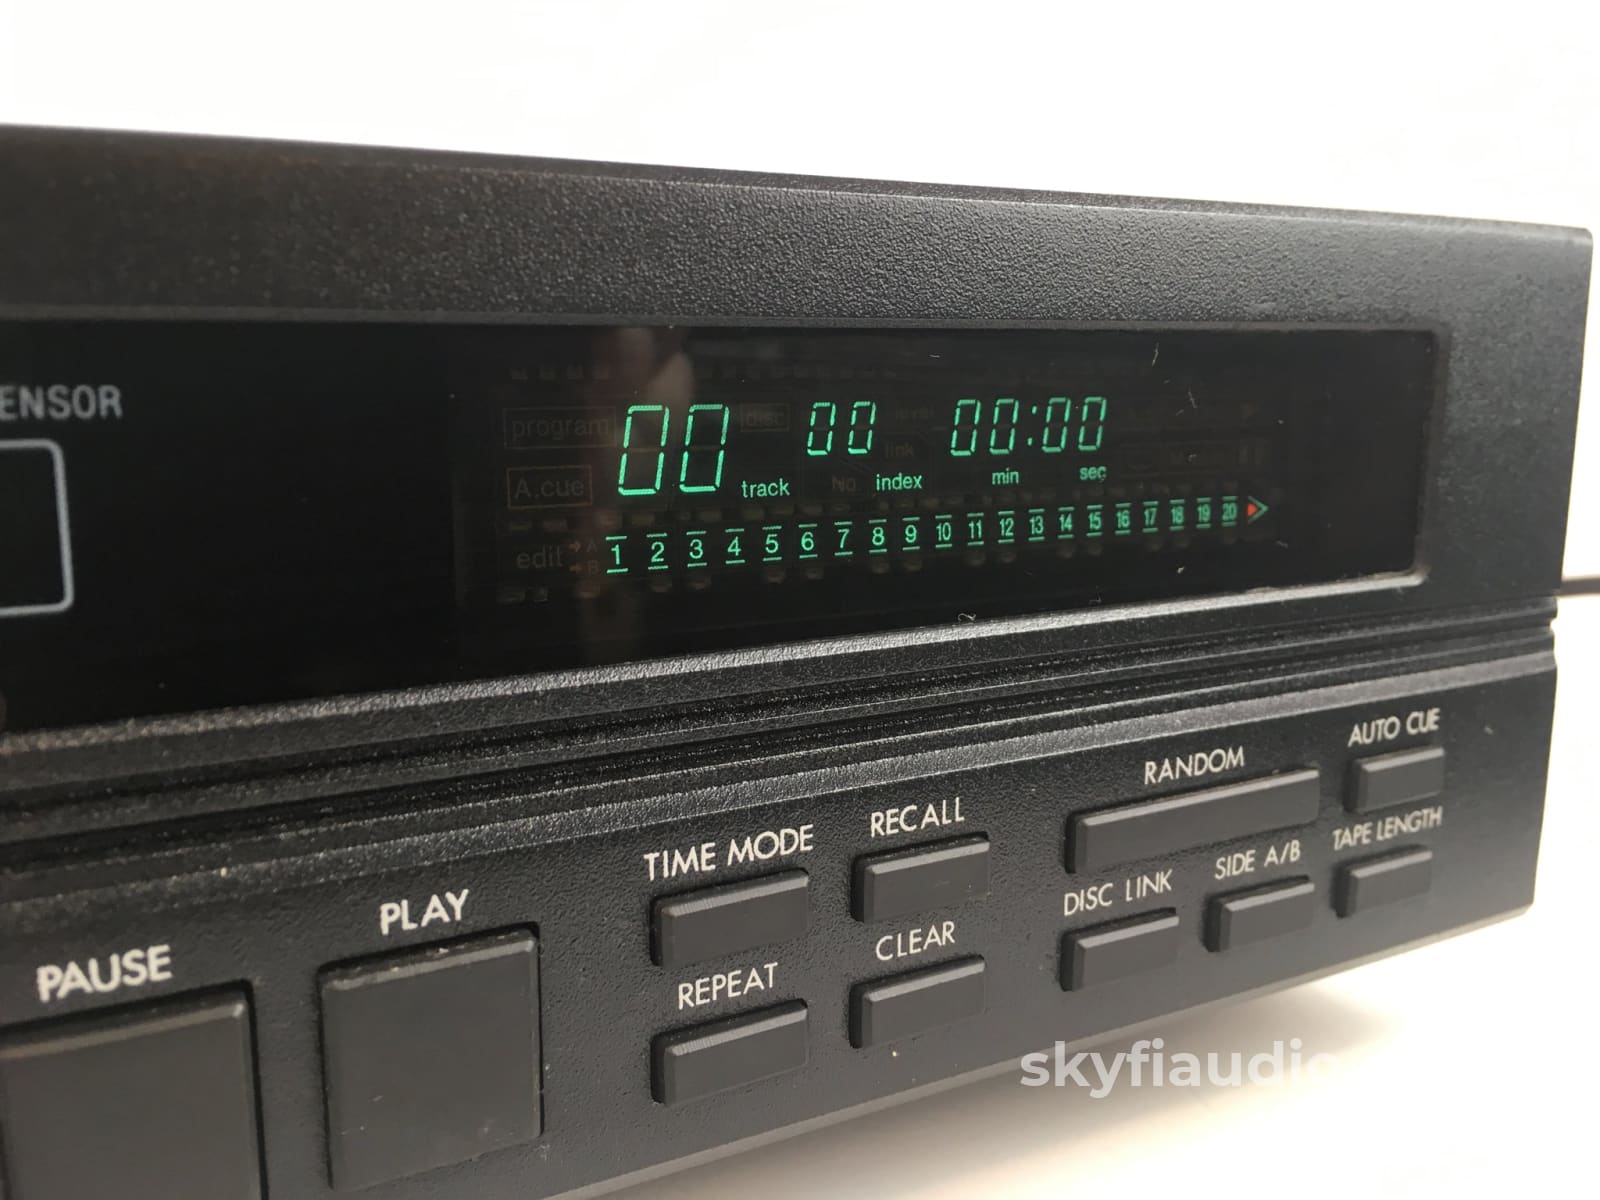 ENSOR
program
disc
level
link
A.cue
No
00 track
00 index
00:00
min sec
edit A B
1 2 3 4 5 6 7 8 9 10 11 12 13 14 15 16 17 18 19 20
AUTO CUE
RANDOM
TAPE LENGTH
RECALL
TIME MODE
SIDE A/B
DISC LINK
PLAY
CLEAR
PAUSE
REPEAT
skyfiaudio